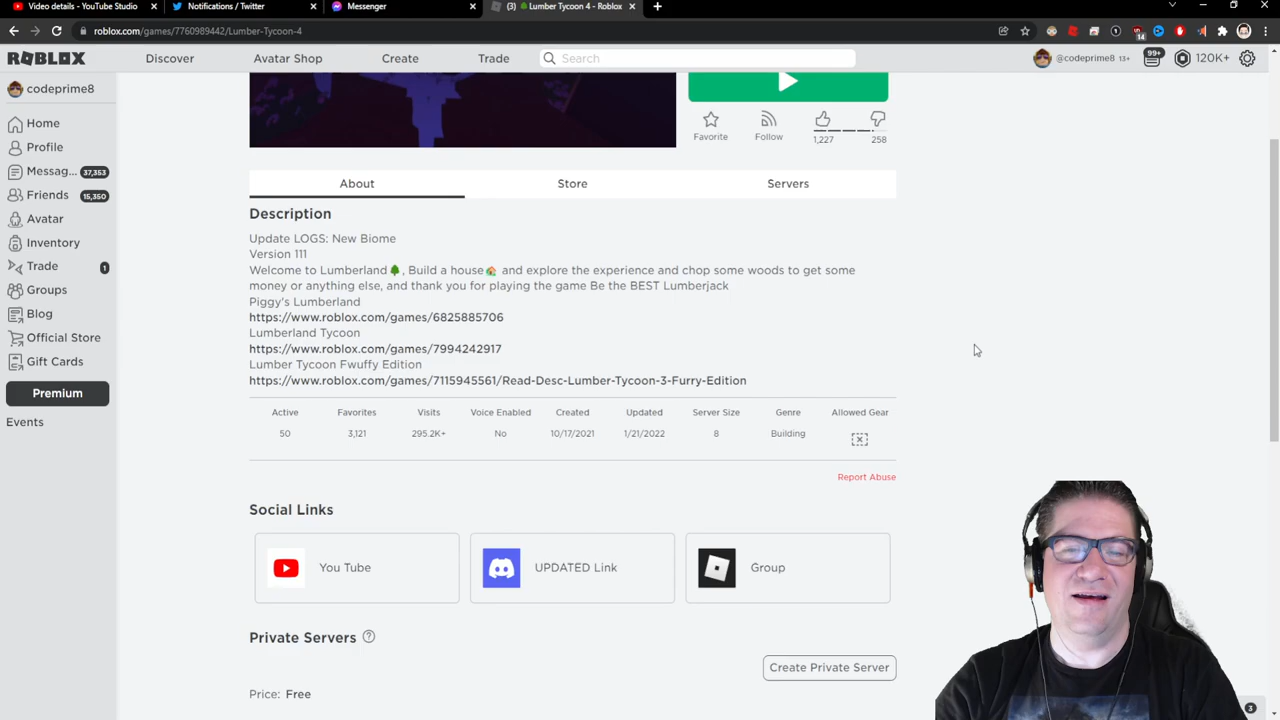 Video details - YouTube Studio
Notifications / Twitter
Messenger
(3) 🌲Lumber Tycoon 4 - Roblox
roblox.com/games/7760989442/Lumber-Tycoon-4
14
ROBLOX
Discover
Avatar Shop
Create
Trade
Search
@codeprime8 13+
99+
120K+
codeprime8
Home
Profile
Messag... 37,353
Friends 15,350
Avatar
Inventory
Trade 1
Groups
Blog
Official Store
Gift Cards
Premium
Events
Favorite
Follow
1,227
258
About
Store
Servers
Description
Update LOGS: New Biome
Version 111
Welcome to Lumberland🌲, Build a house🏠 and explore the experience and chop some woods to get some
money or anything else, and thank you for playing the game Be the BEST Lumberjack
Piggy's Lumberland
https://www.roblox.com/games/6825885706
Lumberland Tycoon
https://www.roblox.com/games/7994242917
Lumber Tycoon Fwuffy Edition
https://www.roblox.com/games/7115945561/Read-Desc-Lumber-Tycoon-3-Furry-Edition
Active Favorites Visits Voice Enabled Created Updated Server Size Genre Allowed Gear
50 3,121 295.2K+ No 10/17/2021 1/21/2022 8 Building
Report Abuse
Social Links
You Tube
UPDATED Link
Group
Private Servers
Create Private Server
Price: Free
3